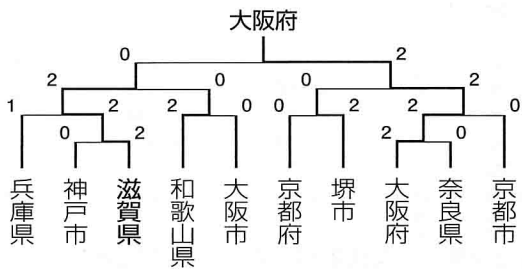 大阪府
0 2
2 0 0 2
1 2 2 0 0 2 2 0
0 2 2 0
兵庫県
神戸市
滋賀県
和歌山県
大阪市
京都府
堺市
大阪府
奈良県
京都市